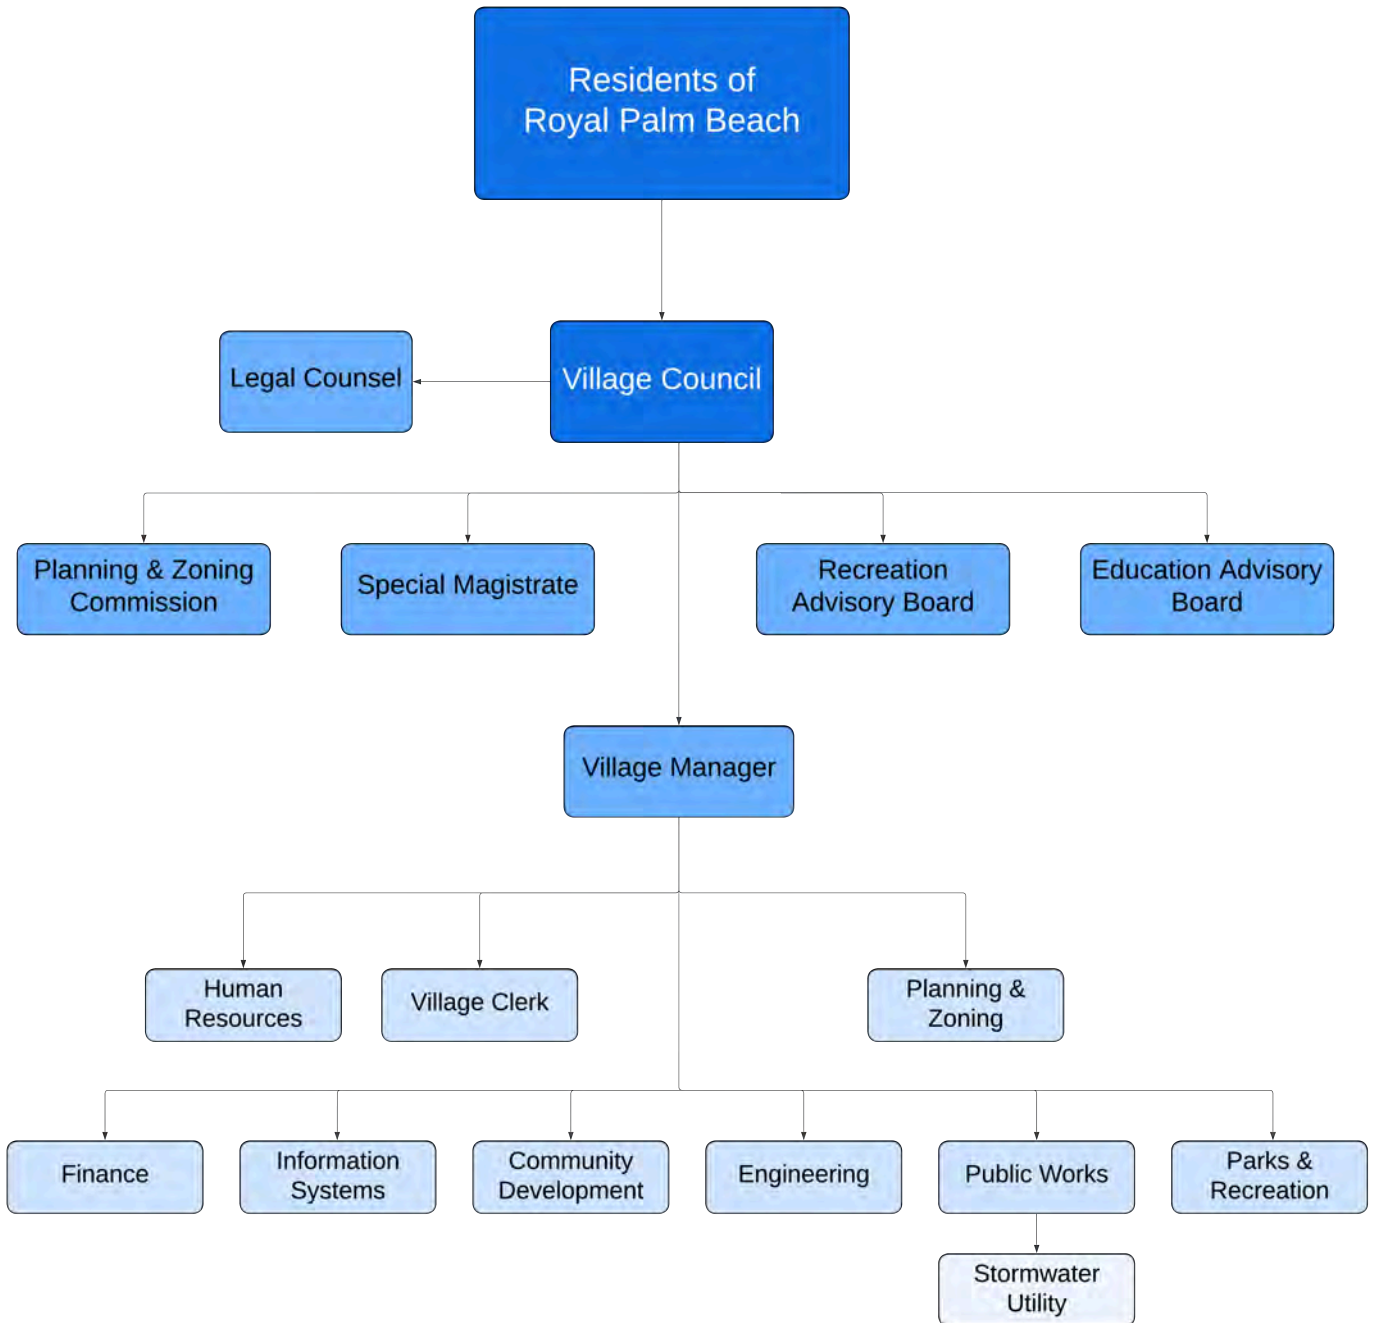 Residents of
Royal Palm Beach
Legal Counsel
Village Council
Planning & Zoning
Commission
Special Magistrate
Recreation
Advisory Board
Education Advisory
Board
Village Manager
Human
Resources
Village Clerk
Planning &
Zoning
Finance
Information
Systems
Community
Development
Engineering
Public Works
Parks &
Recreation
Stormwater
Utility